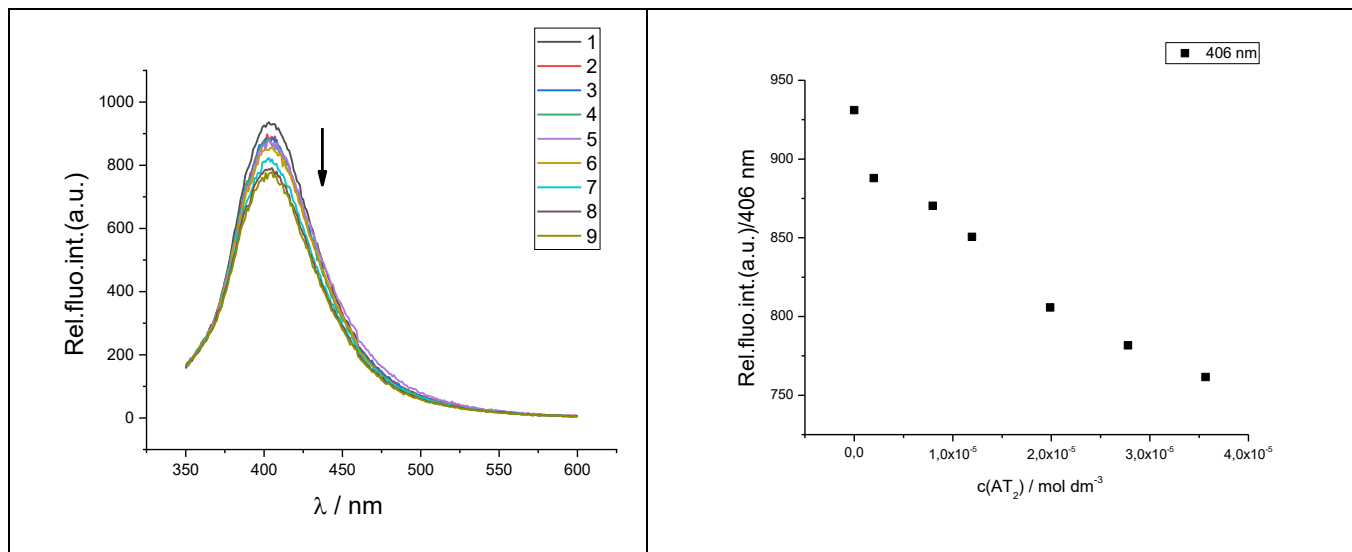 1
2
3
4
5
6
7
8
9
1000
800
600
400
200
0
Rel.fluo.int.(a.u.)
350 400 450 500 550 600
λ / nm
406 nm
950
900
850
800
750
Rel.fluo.int.(a.u.)/406 nm
0,0 1,0x10⁻⁵ 2,0x10⁻⁵ 3,0x10⁻⁵ 4,0x10⁻⁵
c(AT₂) / mol dm⁻³